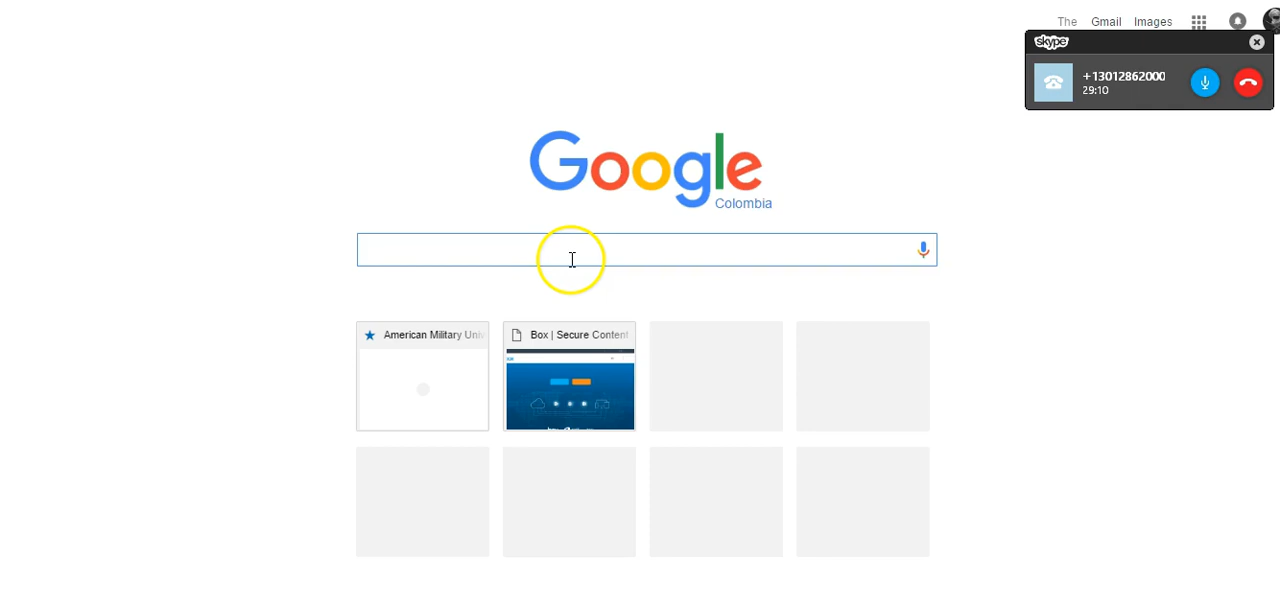 The Gmail Images
skype
+13012862000
29:10
Google
Colombia
American Military Univ
Box | Secure Content